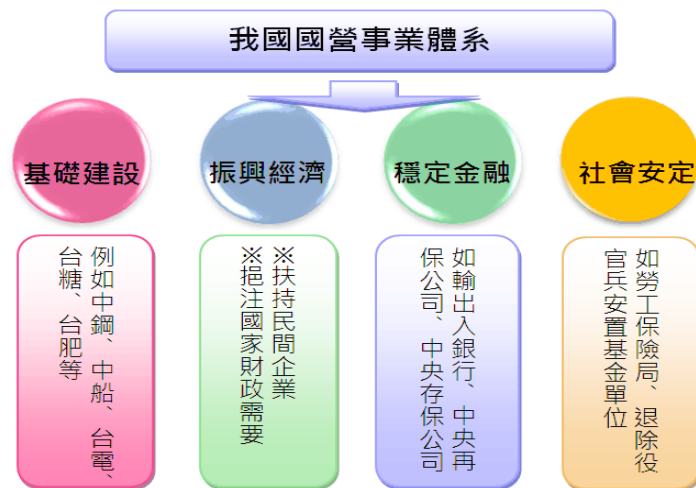 我國國營事業體系
基礎建設
振興經濟
穩定金融
社會安定
例如中鋼、中船、台電、
台糖、台肥等
※扶持民間企業
※挹注國家財政需要
如輸出入銀行、中央再
保公司、中央存保公司
如勞工保險局、退除役
官兵安置基金單位